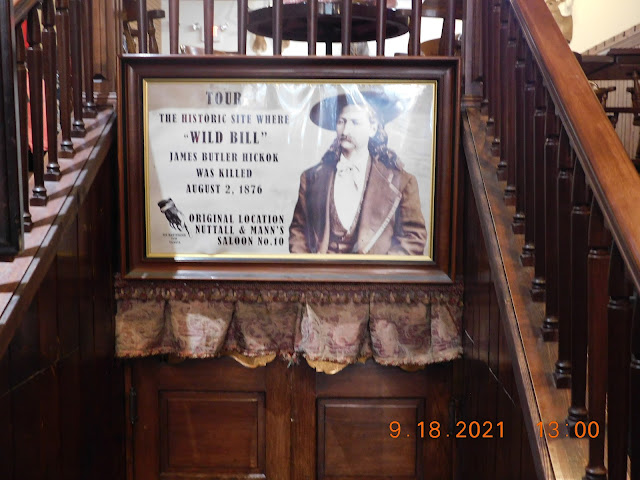 TOUR
THE HISTORIC SITE WHERE
"WILD BILL"
JAMES BUTLER HICKOK
WAS KILLED
AUGUST 2, 1876
ORIGINAL LOCATION
NUTTALL & MANN'S
SALOON No. 10
9.18.2021 13:00